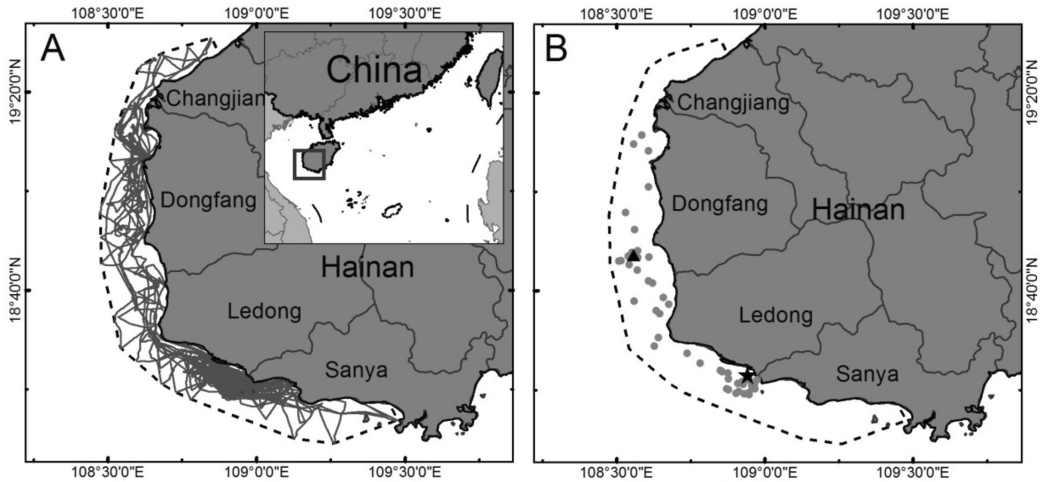 108°30'0"E 109°0'0"E 109°30'0"E 108°30'0"E 109°0'0"E 109°30'0"E
A
China
B
19°20'0"N
Changjian
Changjiang
19°20'0"N
Dongfang
Dongfang
Hainan
Hainan
18°40'0"N
Ledong
Ledong
18°40'0"N
Sanya
Sanya
108°30'0"E 109°0'0"E 109°30'0"E 108°30'0"E 109°0'0"E 109°30'0"E